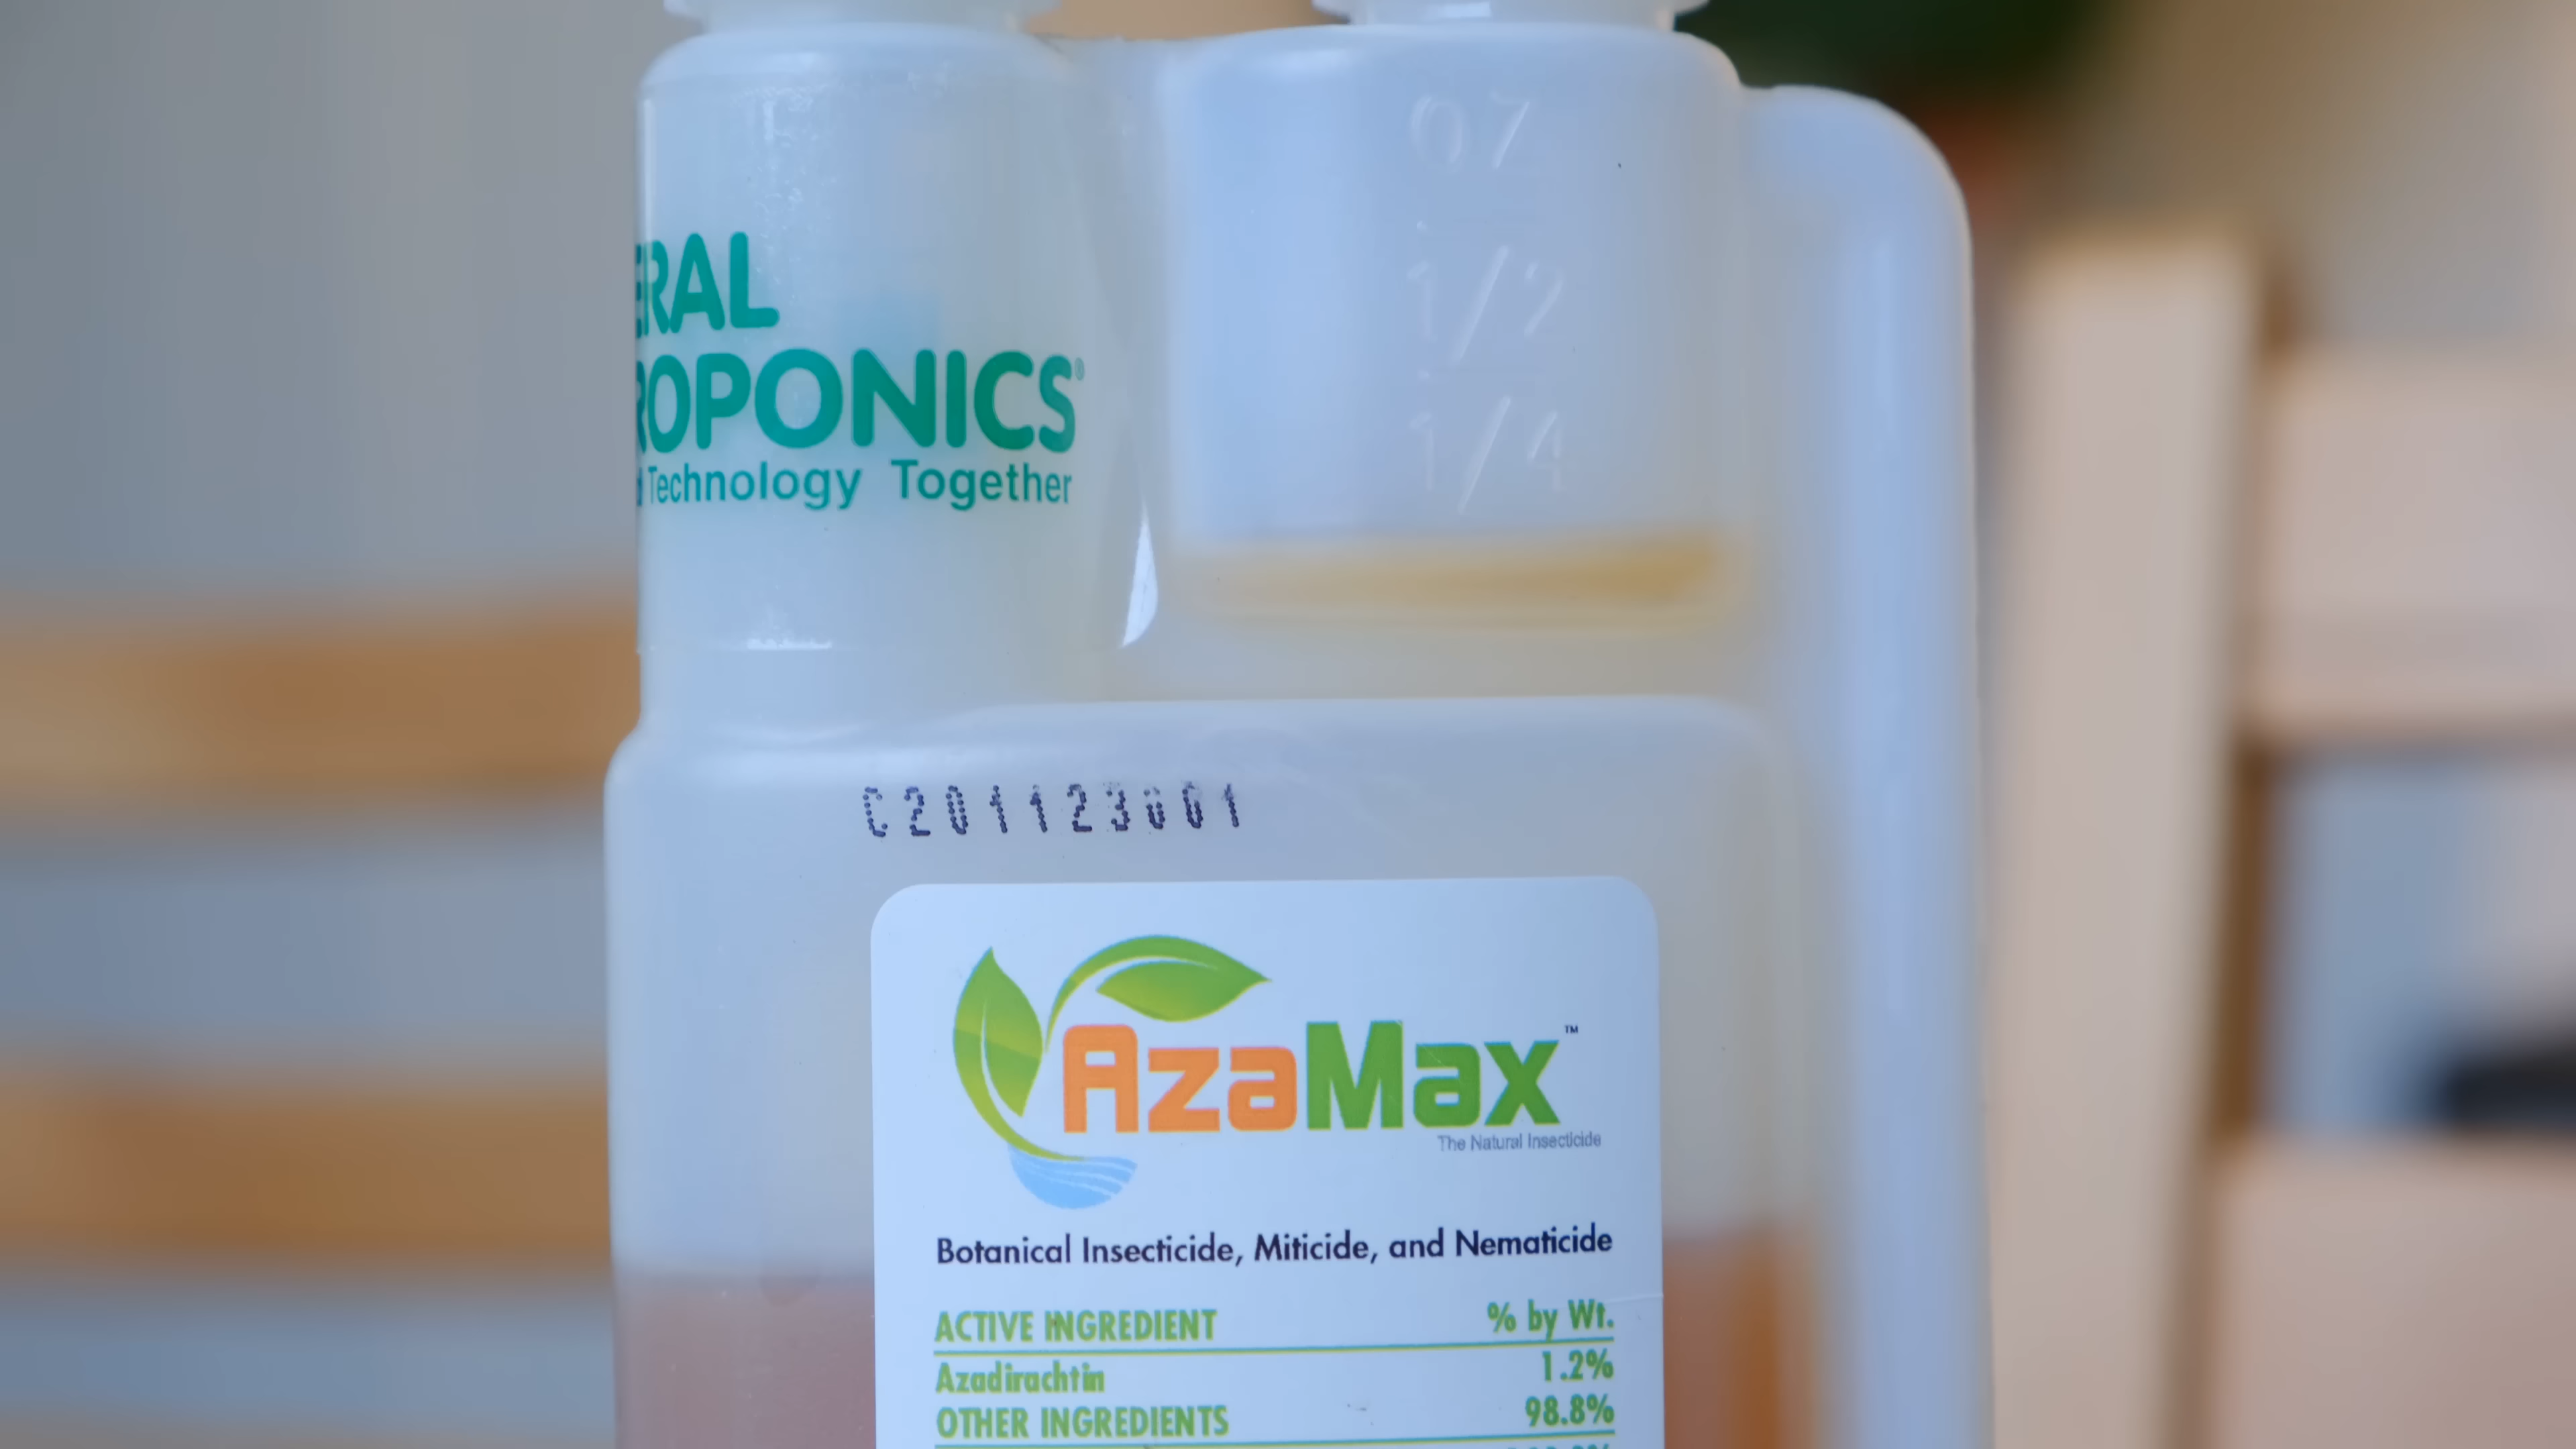 ERAL
ROPONICS®
d Technology Together
OZ
1/2
1/4
C201123001
AzaMax™
The Natural Insecticide
Botanical Insecticide, Miticide, and Nematicide
ACTIVE INGREDIENT % by Wt.
Azadirachtin 1.2%
OTHER INGREDIENTS 98.8%